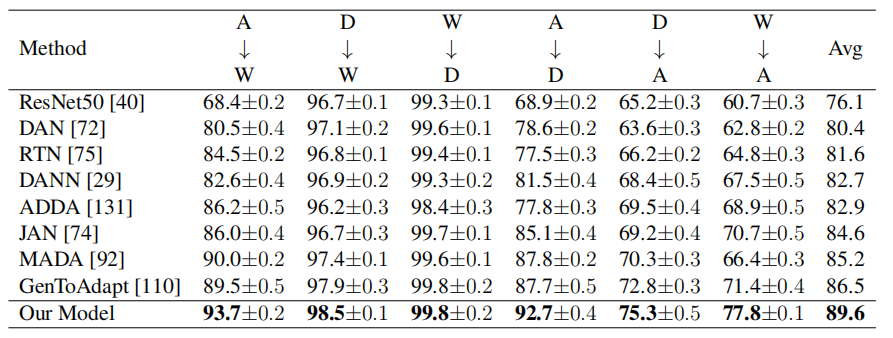 A D W A D W
Method ↓ ↓ ↓ ↓ ↓ ↓ Avg
W W D D A A
ResNet50 [40] 68.4±0.2 96.7±0.1 99.3±0.1 68.9±0.2 65.2±0.3 60.7±0.3 76.1
DAN [72] 80.5±0.4 97.1±0.2 99.6±0.1 78.6±0.2 63.6±0.3 62.8±0.2 80.4
RTN [75] 84.5±0.2 96.8±0.1 99.4±0.1 77.5±0.3 66.2±0.2 64.8±0.3 81.6
DANN [29] 82.6±0.4 96.9±0.2 99.3±0.2 81.5±0.4 68.4±0.5 67.5±0.5 82.7
ADDA [131] 86.2±0.5 96.2±0.3 98.4±0.3 77.8±0.3 69.5±0.4 68.9±0.5 82.9
JAN [74] 86.0±0.4 96.7±0.3 99.7±0.1 85.1±0.4 69.2±0.4 70.7±0.5 84.6
MADA [92] 90.0±0.2 97.4±0.1 99.6±0.1 87.8±0.2 70.3±0.3 66.4±0.3 85.2
GenToAdapt [110] 89.5±0.5 97.9±0.3 99.8±0.2 87.7±0.5 72.8±0.3 71.4±0.4 86.5
Our Model 93.7±0.2 98.5±0.1 99.8±0.2 92.7±0.4 75.3±0.5 77.8±0.1 89.6